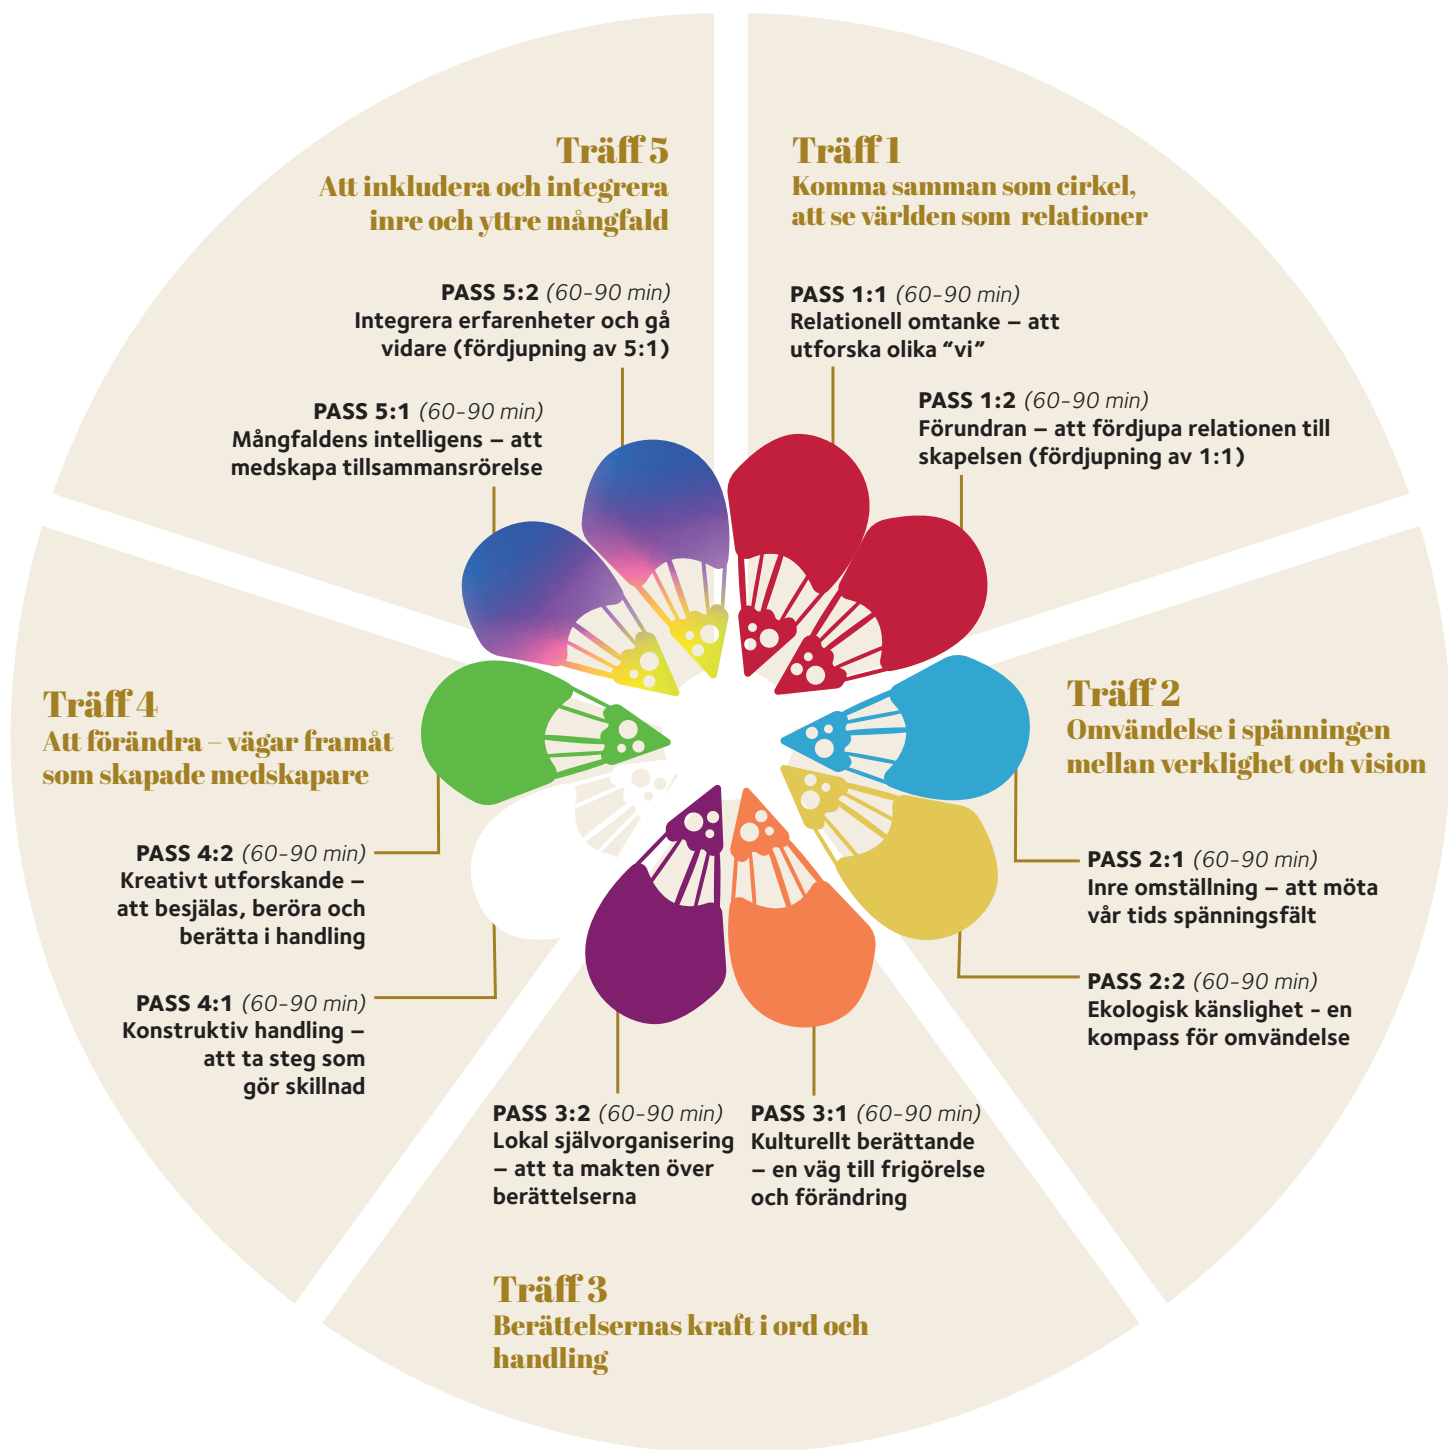 Träff 1
Komma samman som cirkel,
att se världen som relationer
PASS 1:1 (60-90 min)
Relationell omtanke – att
utforska olika ”vi”
PASS 1:2 (60-90 min)
Förundran – att fördjupa relationen till
skapelsen (fördjupning av 1:1)
Träff 2
Omvändelse i spänningen
mellan verklighet och vision
PASS 2:1 (60-90 min)
Inre omställning – att möta
vår tids spänningsfält
PASS 2:2 (60-90 min)
Ekologisk känslighet - en
kompass för omvändelse
PASS 3:1 (60-90 min)
Kulturellt berättande
– en väg till frigörelse
och förändring
PASS 3:2 (60-90 min)
Lokal självorganisering
– att ta makten över
berättelserna
Träff 3
Berättelsernas kraft i ord och
handling
Träff 4
Att förändra – vägar framåt
som skapade medskapare
PASS 4:2 (60-90 min)
Kreativt utforskande –
att besjälas, beröra och
berätta i handling
PASS 4:1 (60-90 min)
Konstruktiv handling –
att ta steg som
gör skillnad
Träff 5
Att inkludera och integrera
inre och yttre mångfald
PASS 5:2 (60-90 min)
Integrera erfarenheter och gå
vidare (fördjupning av 5:1)
PASS 5:1 (60-90 min)
Mångfaldens intelligens – att
medskapa tillsammansrörelse